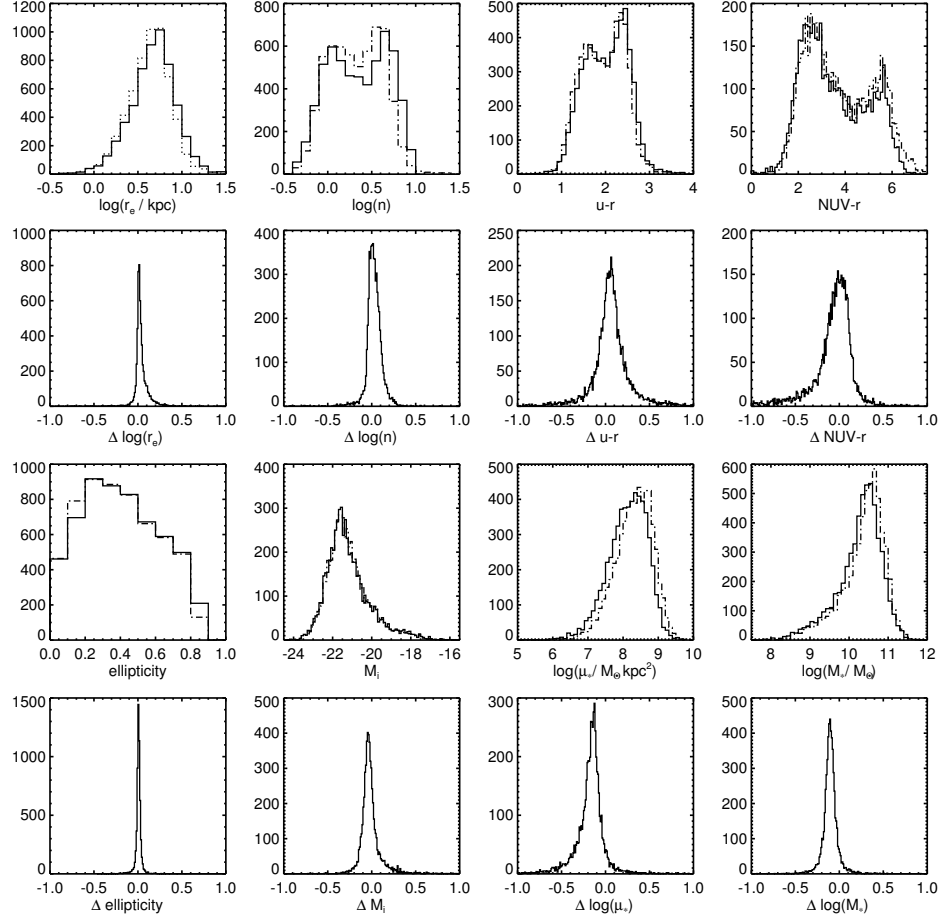 1200
1000
800
600
400
200
0
-0.5 0.0 0.5 1.0 1.5
log(r_e / kpc)
800
600
400
200
0
-0.5 0.0 0.5 1.0 1.5
log(n)
500
400
300
200
100
0
0 1 2 3 4
u-r
200
150
100
50
0
2 4 6
NUV-r
1000
800
600
400
200
0
-1.0 -0.5 0.0 0.5 1.0
Δ log(r_e)
400
300
200
100
0
-1.0 -0.5 0.0 0.5 1.0
Δ log(n)
250
200
150
100
50
0
-1.0 -0.5 0.0 0.5 1.0
Δ u-r
200
150
100
50
0
-1.0 -0.5 0.0 0.5 1.0
Δ NUV-r
1000
800
600
400
200
0
0.0 0.2 0.4 0.6 0.8 1.0
ellipticity
400
300
200
100
0
-24 -22 -20 -18 -16
M_i
500
400
300
200
100
0
5 6 7 8 9 10
log(μ_*/ M_⊙ kpc²)
600
500
400
300
200
100
0
8 9 10 11 12
log(M_*/ M_⊙)
1500
1000
500
0
-1.0 -0.5 0.0 0.5 1.0
Δ ellipticity
500
400
300
200
100
0
-1.0 -0.5 0.0 0.5 1.0
Δ M_i
300
200
100
0
-1.0 -0.5 0.0 0.5 1.0
Δ log(μ_*)
500
400
300
200
100
0
-1.0 -0.5 0.0 0.5 1.0
Δ log(M_*)